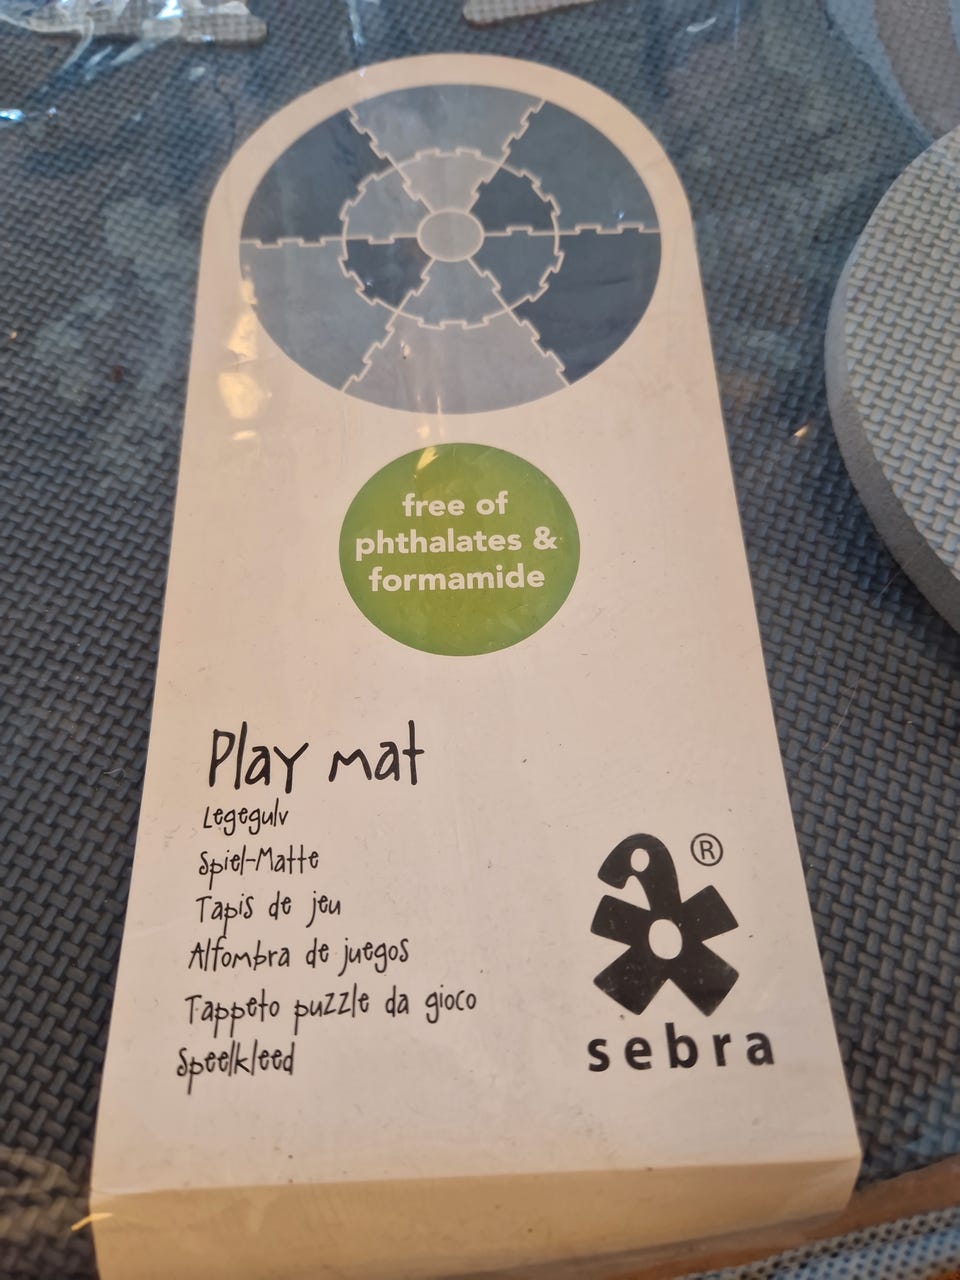 free of
phthalates &
formamide
Play mat
Legegulv
Spiel-Matte
Tapis de jeu
Alfombra de juegos
Tappeto puzzle da gioco
Speelkleed
®
sebra